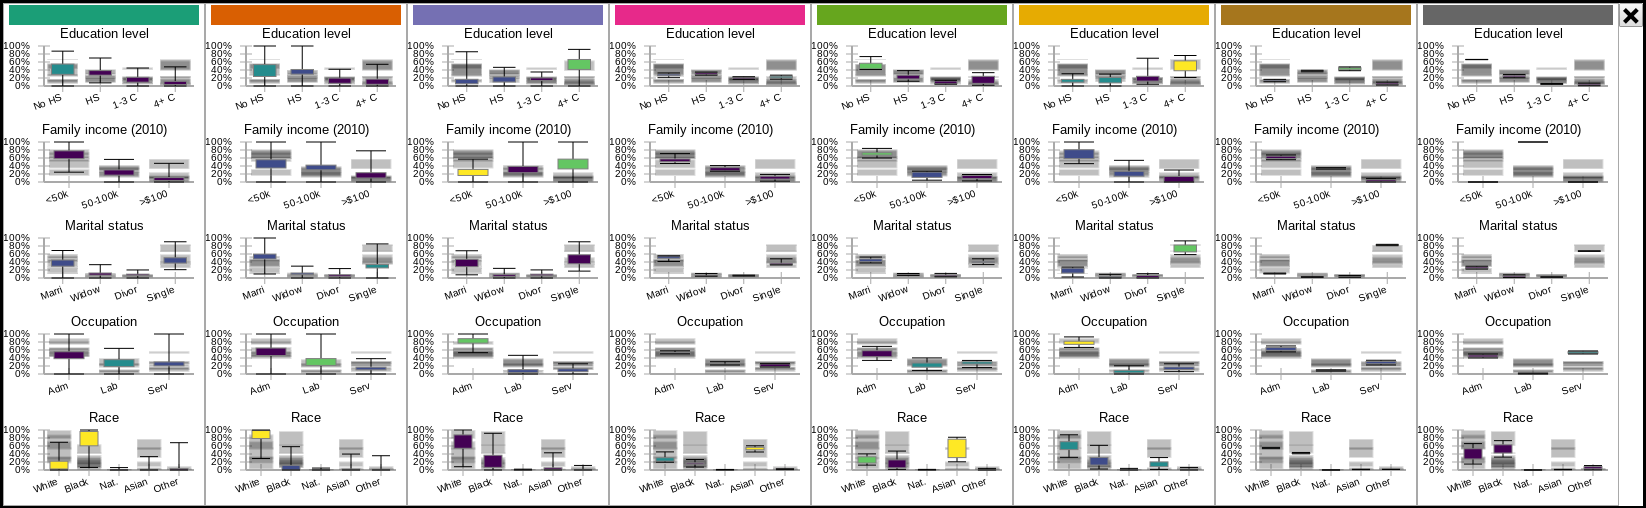 Education level Education level Education level Education level Education level Education level Education level Education level
100% 100% 100% 100% 100% 100% 100% 100%
80% 80% 80% 80% 80% 80% 80% 80%
60% 60% 60% 60% 60% 60% 60% 60%
40% 40% 40% 40% 40% 40% 40% 40%
20% 20% 20% 20% 20% 20% 20% 20%
0% 0% 0% 0% 0% 0% 0% 0%
No HS HS 1-3 C 4+ C No HS HS 1-3 C 4+ C No HS HS 1-3 C 4+ C No HS HS 1-3 C 4+ C No HS HS 1-3 C 4+ C No HS HS 1-3 C 4+ C No HS HS 1-3 C 4+ C No HS HS 1-3 C 4+ C
Family income (2010) Family income (2010) Family income (2010) Family income (2010) Family income (2010) Family income (2010) Family income (2010) Family income (2010)
100% 100% 100% 100% 100% 100% 100% 100%
80% 80% 80% 80% 80% 80% 80% 80%
60% 60% 60% 60% 60% 60% 60% 60%
40% 40% 40% 40% 40% 40% 40% 40%
20% 20% 20% 20% 20% 20% 20% 20%
0% 0% 0% 0% 0% 0% 0% 0%
<50k 50-100k >$100 <50k 50-100k >$100 <50k 50-100k >$100 <50k 50-100k >$100 <50k 50-100k >$100 <50k 50-100k >$100 <50k 50-100k >$100 <50k 50-100k >$100
Marital status Marital status Marital status Marital status Marital status Marital status Marital status Marital status
100% 100% 100% 100% 100% 100% 100% 100%
80% 80% 80% 80% 80% 80% 80% 80%
60% 60% 60% 60% 60% 60% 60% 60%
40% 40% 40% 40% 40% 40% 40% 40%
20% 20% 20% 20% 20% 20% 20% 20%
0% 0% 0% 0% 0% 0% 0% 0%
Marri Widow Divor Single Marri Widow Divor Single Marri Widow Divor Single Marri Widow Divor Single Marri Widow Divor Single Marri Widow Divor Single Marri Widow Divor Single Marri Widow Divor Single
Occupation Occupation Occupation Occupation Occupation Occupation Occupation Occupation
100% 100% 100% 100% 100% 100% 100% 100%
80% 80% 80% 80% 80% 80% 80% 80%
60% 60% 60% 60% 60% 60% 60% 60%
40% 40% 40% 40% 40% 40% 40% 40%
20% 20% 20% 20% 20% 20% 20% 20%
0% 0% 0% 0% 0% 0% 0% 0%
Adm Lab Serv Adm Lab Serv Adm Lab Serv Adm Lab Serv Adm Lab Serv Adm Lab Serv Adm Lab Serv Adm Lab Serv
Race Race Race Race Race Race Race Race
100% 100% 100% 100% 100% 100% 100% 100%
80% 80% 80% 80% 80% 80% 80% 80%
60% 60% 60% 60% 60% 60% 60% 60%
40% 40% 40% 40% 40% 40% 40% 40%
20% 20% 20% 20% 20% 20% 20% 20%
0% 0% 0% 0% 0% 0% 0% 0%
White Black Nat. Asian Other White Black Nat. Asian Other White Black Nat. Asian Other White Black Nat. Asian Other White Black Nat. Asian Other White Black Nat. Asian Other White Black Nat. Asian Other White Black Nat. Asian Other